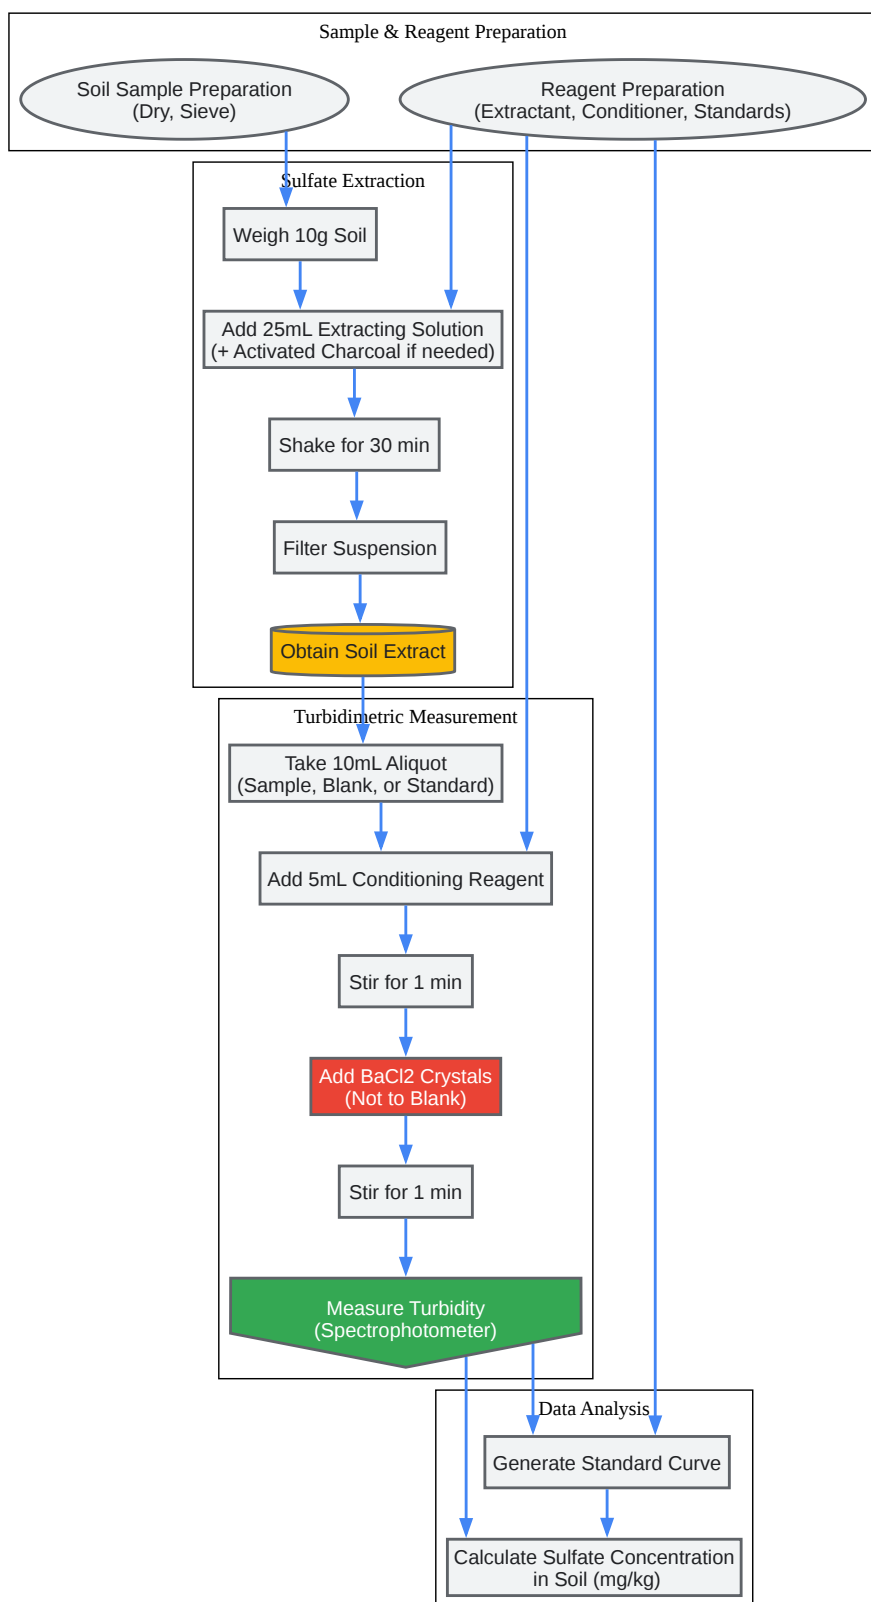 Sample & Reagent Preparation
Soil Sample Preparation
(Dry, Sieve)
Reagent Preparation
(Extractant, Conditioner, Standards)
Sulfate Extraction
Weigh 10g Soil
Add 25mL Extracting Solution
(+ Activated Charcoal if needed)
Shake for 30 min
Filter Suspension
Obtain Soil Extract
Turbidimetric Measurement
Take 10mL Aliquot
(Sample, Blank, or Standard)
Add 5mL Conditioning Reagent
Stir for 1 min
Add BaCl2 Crystals
(Not to Blank)
Stir for 1 min
Measure Turbidity
(Spectrophotometer)
Data Analysis
Generate Standard Curve
Calculate Sulfate Concentration
in Soil (mg/kg)